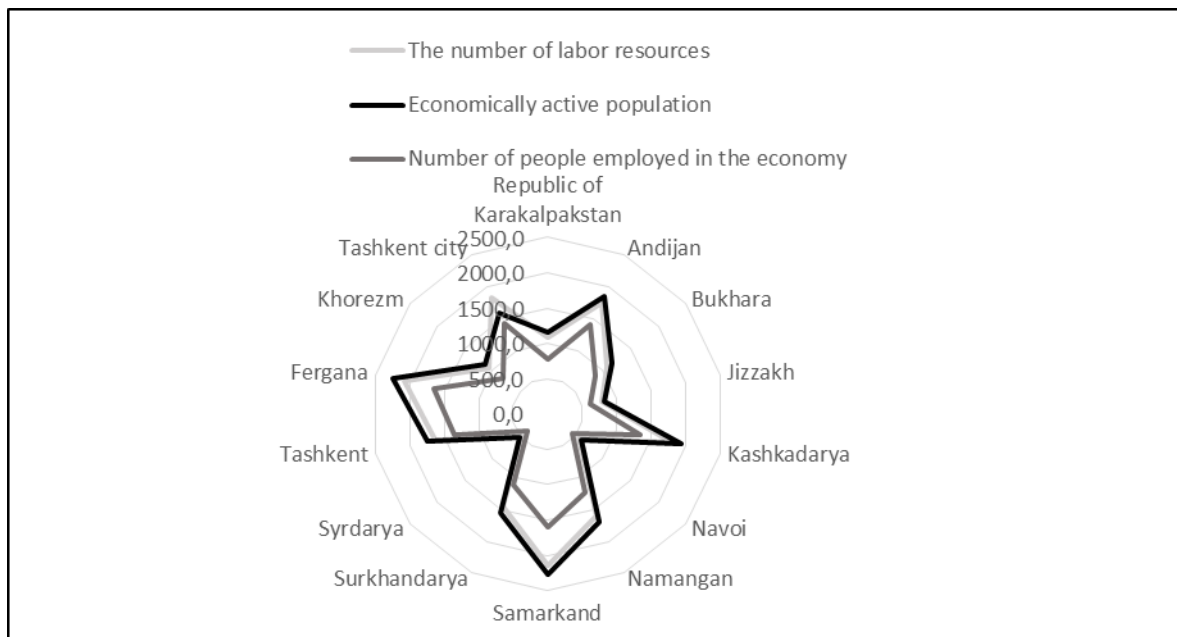 The number of labor resources
Economically active population
Number of people employed in the economy
Republic of
Karakalpakstan
Tashkent city
2500,0
Andijan
2000,0
Khorezm
1500,0
Bukhara
1000,0
Fergana
500,0
Jizzakh
0,0
Tashkent
Kashkadarya
Syrdarya
Navoi
Surkhandarya
Namangan
Samarkand